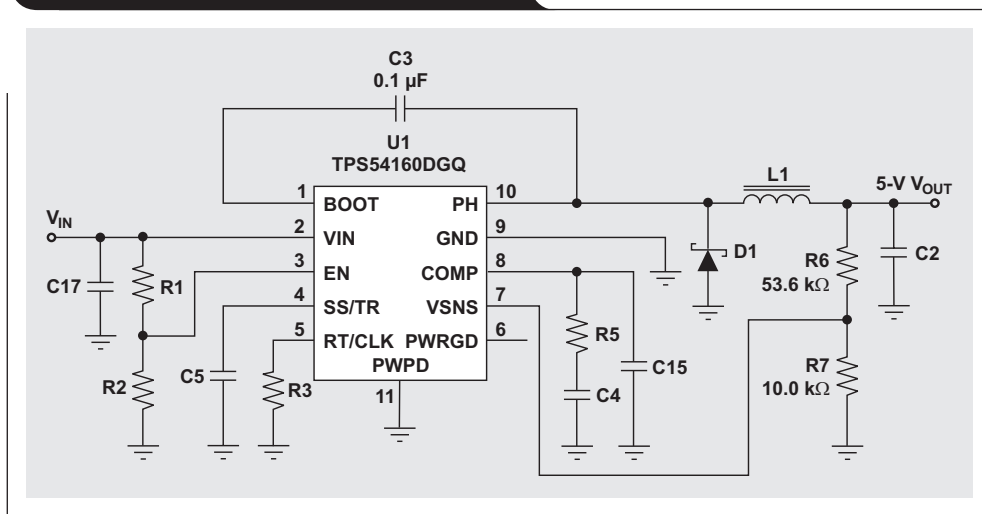 C3
0.1 µF
U1
TPS54160DGQ
1 BOOT PH 10
2 VIN GND 9
3 EN COMP 8
4 SS/TR VSNS 7
5 RT/CLK PWRGD 6
PWPD
11
V_IN
C17
R1
R2
C5
R3
R5
C4
C15
L1
5-V V_OUT
D1
C2
R6
53.6 kΩ
R7
10.0 kΩ